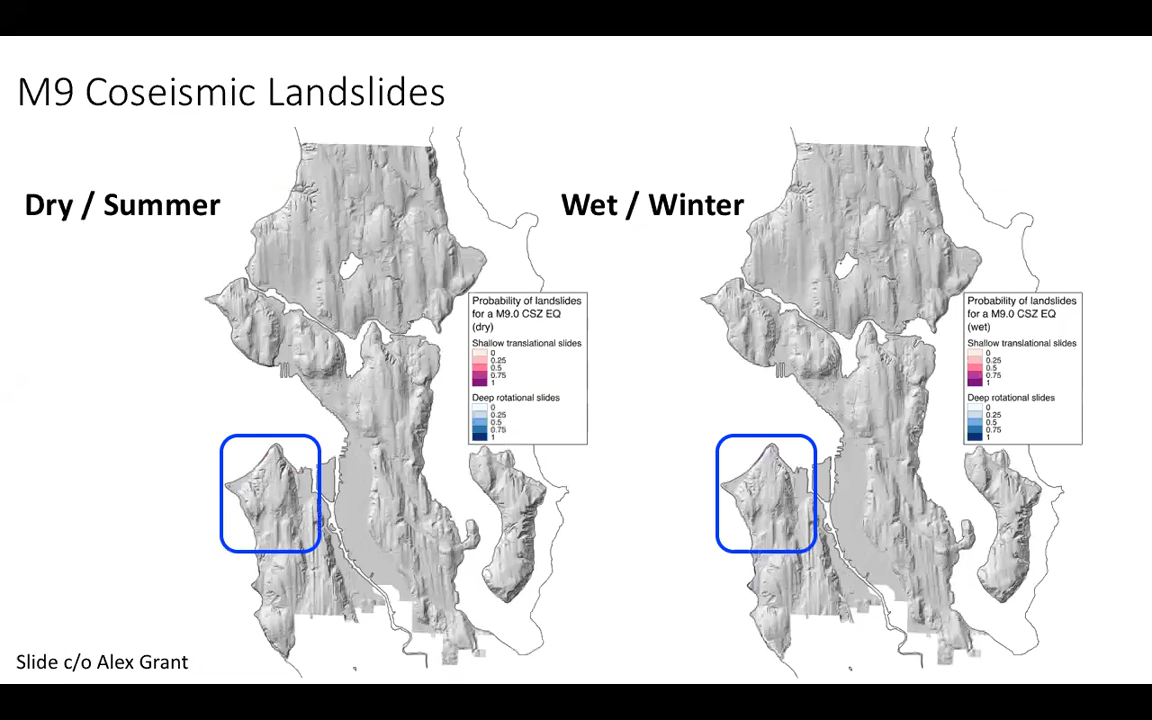 M9 Coseismic Landslides
Dry / Summer
Wet / Winter
Probability of landslides
for a M9.0 CSZ EQ
(dry)
Shallow translational slides
0
0.25
0.5
0.75
1
Deep rotational slides
0
0.25
0.5
0.75
1
Probability of landslides
for a M9.0 CSZ EQ
(wet)
Shallow translational slides
0
0.25
0.5
0.75
1
Deep rotational slides
0
0.25
0.5
0.75
1
Slide c/o Alex Grant